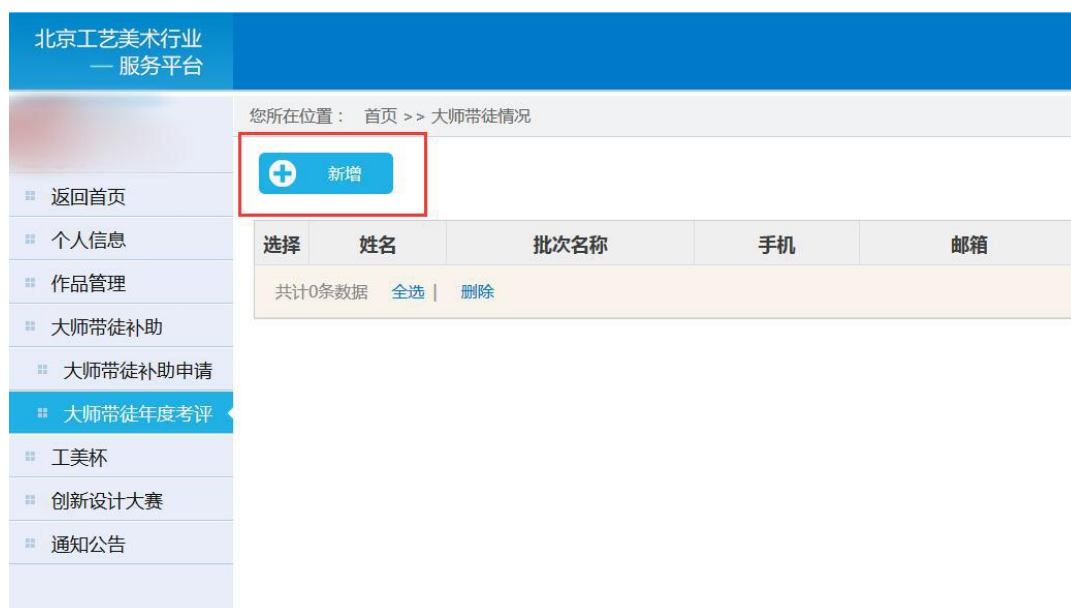 北京工艺美术行业
— 服务平台
您所在位置： 首页 >> 大师带徒情况
新增
返回首页
个人信息
作品管理
大师带徒补助
大师带徒补助申请
大师带徒年度考评
工美杯
创新设计大赛
通知公告
选择 姓名 批次名称 手机 邮箱
共计0条数据 全选 | 删除